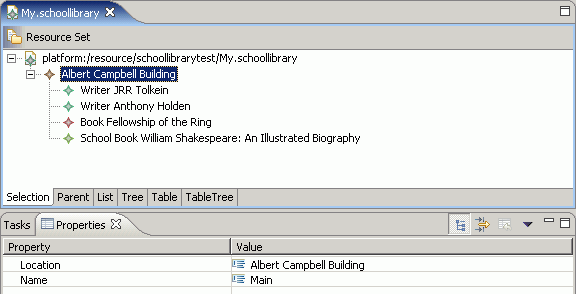 My.schoollibrary
Resource Set
platform:/resource/schoollibrarytest/My.schoollibrary
Albert Campbell Building
Writer JRR Tolkein
Writer Anthony Holden
Book Fellowship of the Ring
School Book William Shakespeare: An Illustrated Biography
Selection Parent List Tree Table TableTree
Tasks Properties
Property Value
Location Albert Campbell Building
Name Main